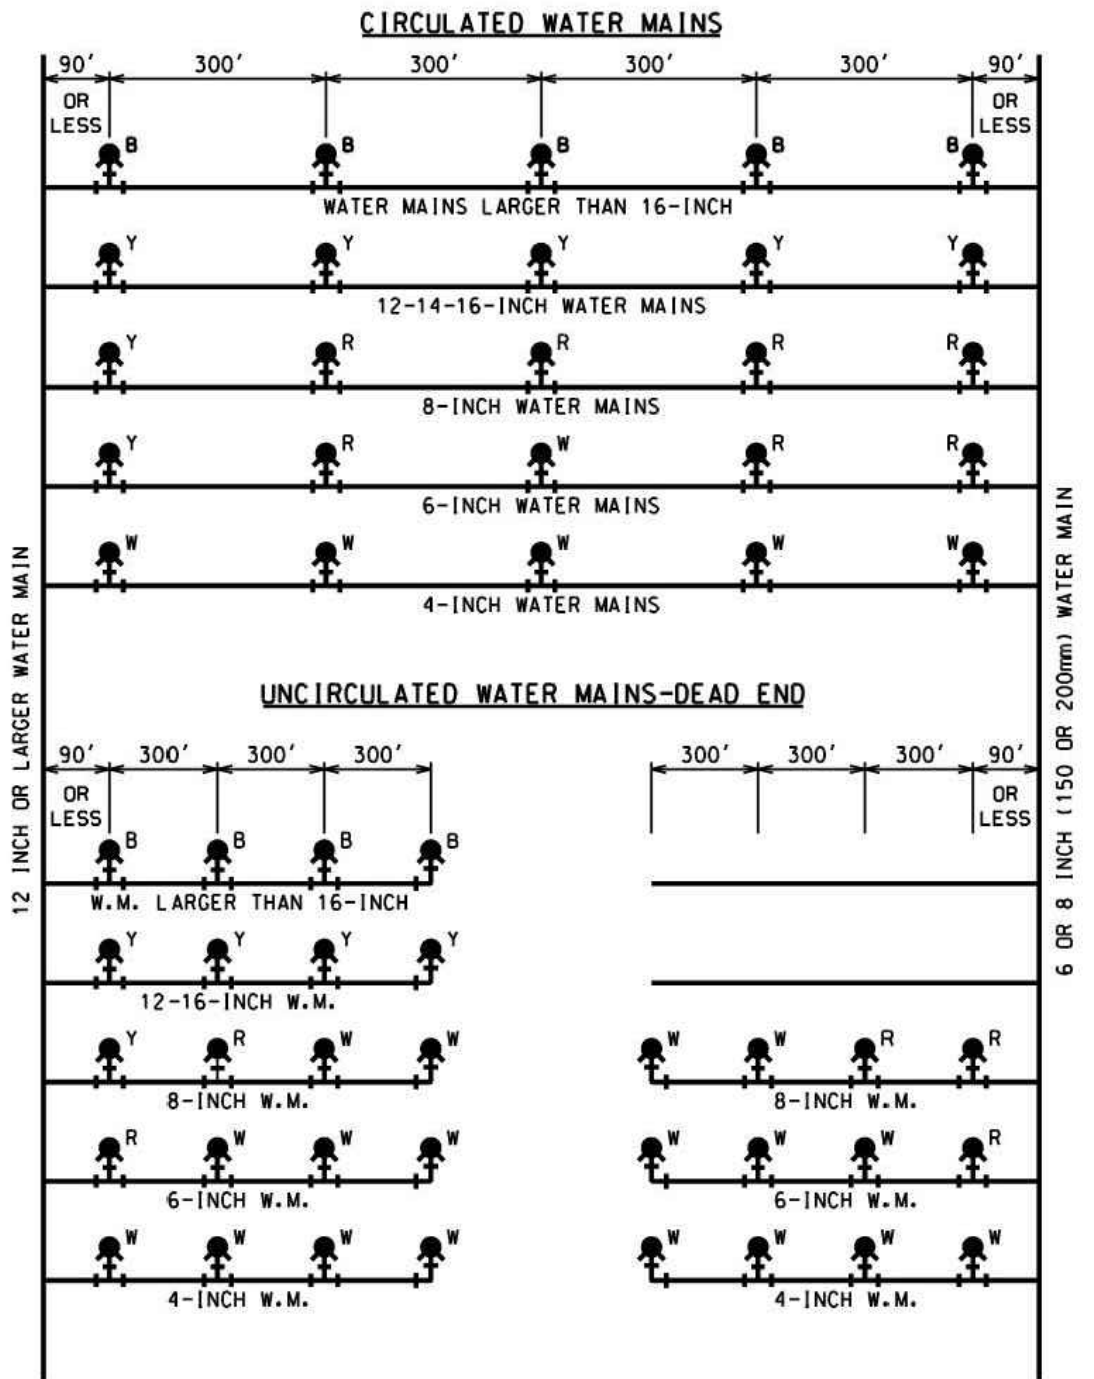 CIRCULATED WATER MAINS
90' 300' 300' 300' 300' 90'
OR LESS OR LESS
B B B B B
WATER MAINS LARGER THAN 16-INCH
Y Y Y Y Y
12-14-16-INCH WATER MAINS
Y R R R R
8-INCH WATER MAINS
Y R W R R
6-INCH WATER MAINS
W W W W W
4-INCH WATER MAINS
12 INCH OR LARGER WATER MAIN
6 OR 8 INCH (150 OR 200mm) WATER MAIN
UNCIRCULATED WATER MAINS-DEAD END
90' 300' 300' 300' 300' 300' 300' 90'
OR LESS OR LESS
B B B B
W.M. LARGER THAN 16-INCH
Y Y Y Y
12-16-INCH W.M.
Y R W W W W R R
8-INCH W.M. 8-INCH W.M.
R W W W W W W R
6-INCH W.M. 6-INCH W.M.
W W W W W W W W
4-INCH W.M. 4-INCH W.M.